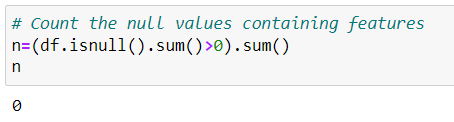 # Count the null values containing features
n=(df.isnull().sum()>0).sum()
n
0